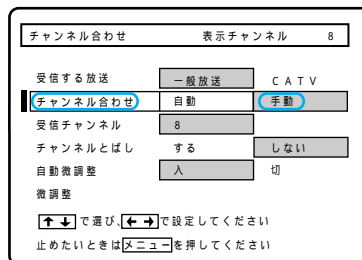 チャンネル合わせ 表示チャンネル 8
受信する放送 一般放送 CATV
チャンネル合わせ 自動 手動
受信チャンネル 8
チャンネルとばし する しない
自動微調整 入 切
微調整
↑↓で選び、←→で設定してください
止めたいときはメニューを押してください